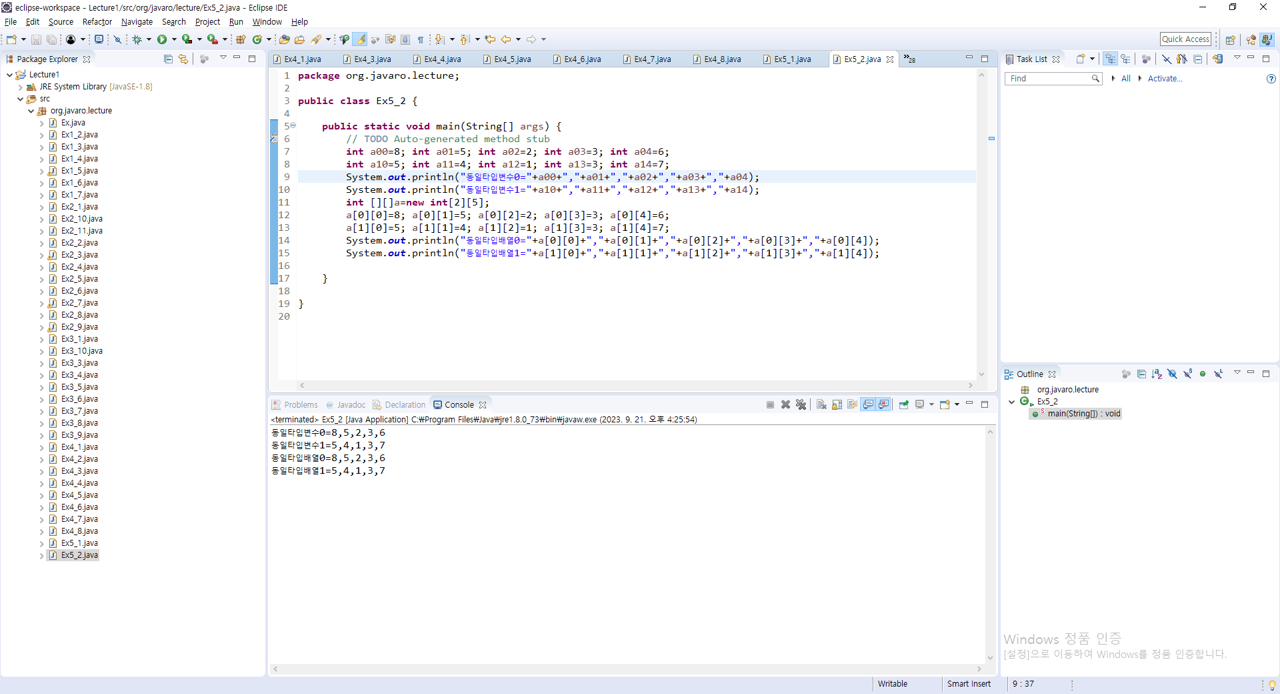 eclipse-workspace - Lecture1/src/org/javaro/lecture/Ex5_2.java - Eclipse IDE
File Edit Source Refactor Navigate Search Project Run Window Help
Quick Access
Package Explorer
Lecture1
JRE System Library [JavaSE-1.8]
src
org.javaro.lecture
Ex.java
Ex1_2.java
Ex1_3.java
Ex1_4.java
Ex1_5.java
Ex1_6.java
Ex1_7.java
Ex2_1.java
Ex2_10.java
Ex2_11.java
Ex2_2.java
Ex2_3.java
Ex2_4.java
Ex2_5.java
Ex2_6.java
Ex2_7.java
Ex2_8.java
Ex2_9.java
Ex3_1.java
Ex3_10.java
Ex3_3.java
Ex3_4.java
Ex3_5.java
Ex3_6.java
Ex3_7.java
Ex3_8.java
Ex3_9.java
Ex4_1.java
Ex4_2.java
Ex4_3.java
Ex4_4.java
Ex4_5.java
Ex4_6.java
Ex4_7.java
Ex4_8.java
Ex5_1.java
Ex5_2.java
Ex4_1.java Ex4_3.java Ex4_4.java Ex4_5.java Ex4_6.java Ex4_7.java Ex4_8.java Ex5_1.java Ex5_2.java »28
1 package org.javaro.lecture;
2
3 public class Ex5_2 {
4
5 public static void main(String[] args) {
6 // TODO Auto-generated method stub
7 int a00=8; int a01=5; int a02=2; int a03=3; int a04=6;
8 int a10=5; int a11=4; int a12=1; int a13=3; int a14=7;
9 System.out.println("동일타입변수0="+a00+","+a01+","+a02+","+a03+","+a04);
10 System.out.println("동일타입변수1="+a10+","+a11+","+a12+","+a13+","+a14);
11 int [][]a=new int[2][5];
12 a[0][0]=8; a[0][1]=5; a[0][2]=2; a[0][3]=3; a[0][4]=6;
13 a[1][0]=5; a[1][1]=4; a[1][2]=1; a[1][3]=3; a[1][4]=7;
14 System.out.println("동일타입배열0="+a[0][0]+","+a[0][1]+","+a[0][2]+","+a[0][3]+","+a[0][4]);
15 System.out.println("동일타입배열1="+a[1][0]+","+a[1][1]+","+a[1][2]+","+a[1][3]+","+a[1][4]);
16
17 }
18
19 }
20
Problems Javadoc Declaration Console
<terminated> Ex5_2 [Java Application] C:₩Program Files₩Java₩jre1.8.0_73₩bin₩javaw.exe (2023. 9. 21. 오후 4:25:54)
동일타입변수0=8,5,2,3,6
동일타입변수1=5,4,1,3,7
동일타입배열0=8,5,2,3,6
동일타입배열1=5,4,1,3,7
Task List
Find All Activate...
Outline
org.javaro.lecture
Ex5_2
main(String[]) : void
Windows 정품 인증
[설정]으로 이동하여 Windows를 정품 인증합니다.
Writable Smart Insert 9 : 37